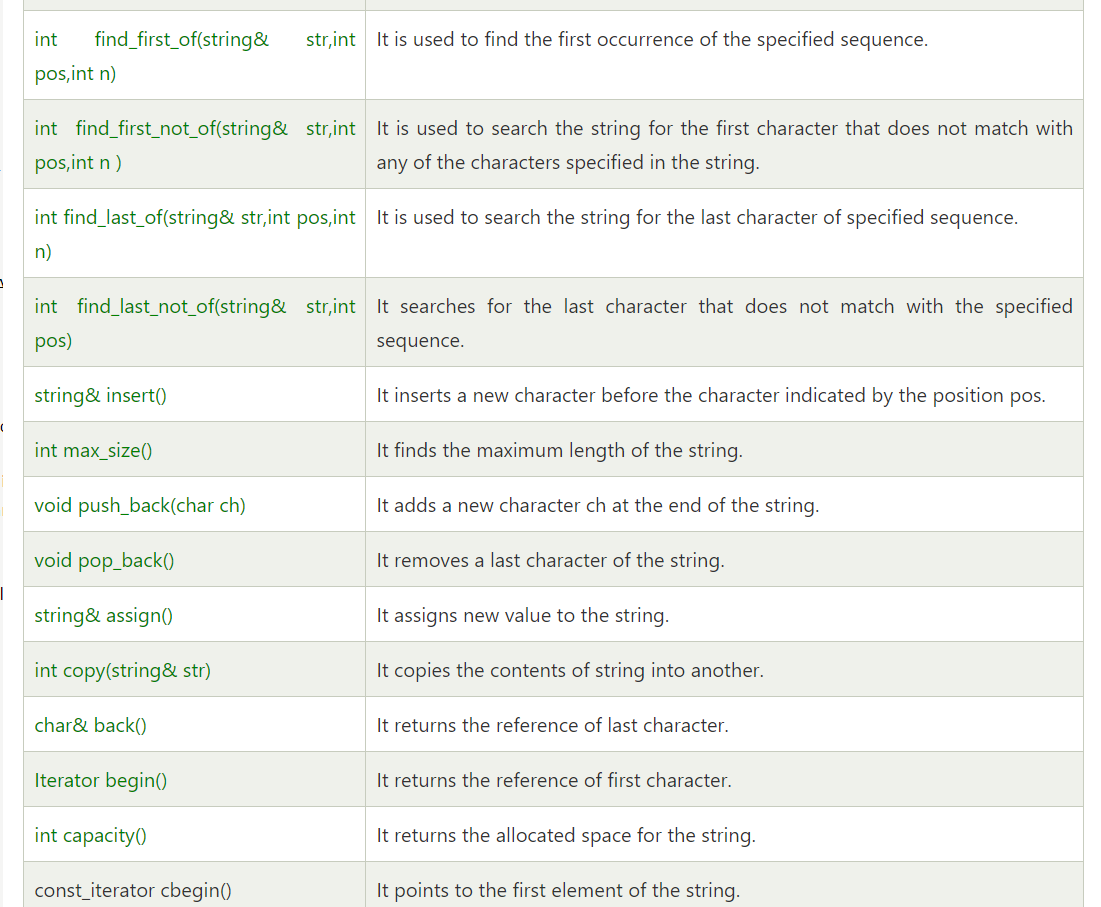 int find_first_of(string& str,int
pos,int n)
It is used to find the first occurrence of the specified sequence.
int find_first_not_of(string& str,int
pos,int n )
It is used to search the string for the first character that does not match with
any of the characters specified in the string.
int find_last_of(string& str,int pos,int
n)
It is used to search the string for the last character of specified sequence.
int find_last_not_of(string& str,int
pos)
It searches for the last character that does not match with the specified
sequence.
string& insert()
It inserts a new character before the character indicated by the position pos.
int max_size()
It finds the maximum length of the string.
void push_back(char ch)
It adds a new character ch at the end of the string.
void pop_back()
It removes a last character of the string.
string& assign()
It assigns new value to the string.
int copy(string& str)
It copies the contents of string into another.
char& back()
It returns the reference of last character.
Iterator begin()
It returns the reference of first character.
int capacity()
It returns the allocated space for the string.
const_iterator cbegin()
It points to the first element of the string.